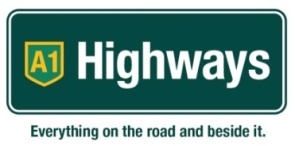 A1 Highways
Everything on the road and beside it.